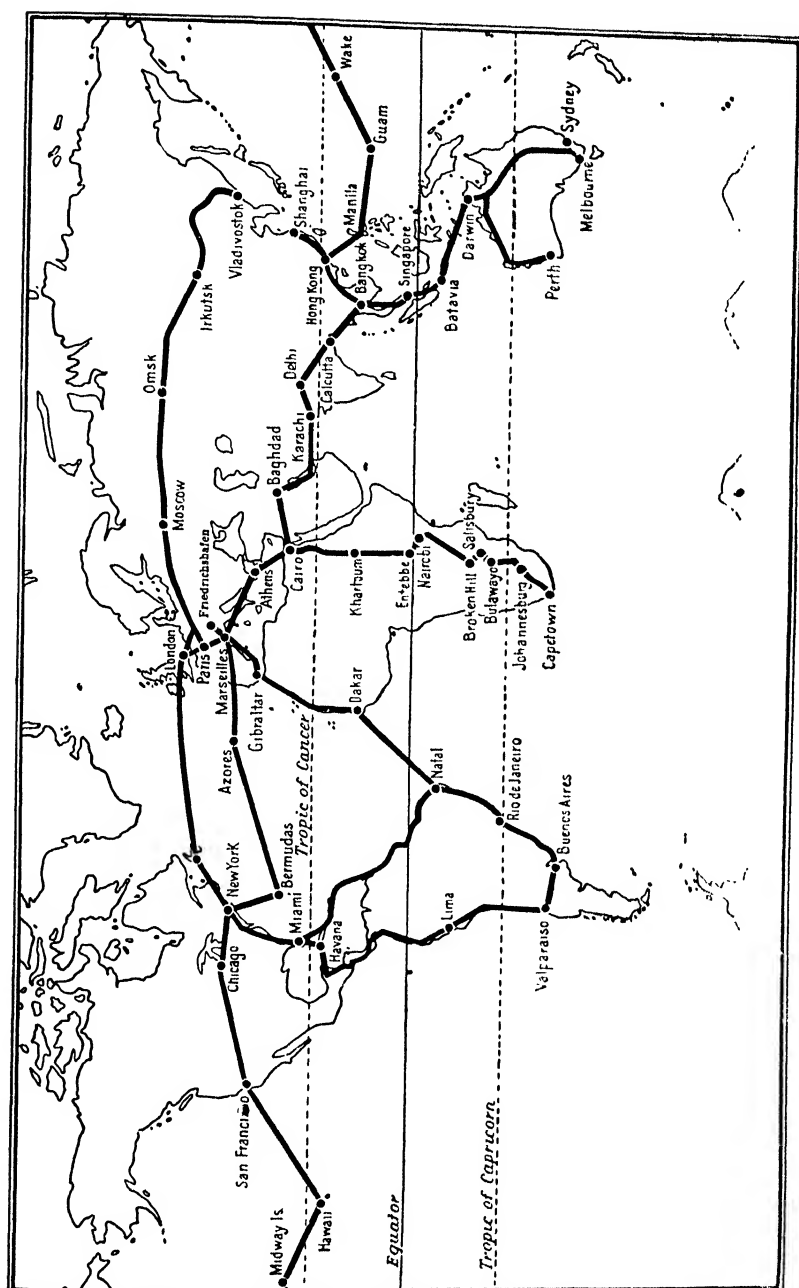 Midway Is.
Hawaii
San Francisco
Chicago
New York
Bermudas
Miami
Havana
Lima
Valparaiso
Buenos Aires
Rio de Janeiro
Natal
Dakar
Azores
Gibraltar
Marseilles
Paris
London
Friedrichshafen
Athens
Cairo
Khartoum
Entebbe
Nairobi
Broken Hill
Salisbury
Bulawayo
Johannesburg
Capetown
Moscow
Omsk
Irkutsk
Vladivostok
Baghdad
Karachi
Delhi
Calcutta
Bangkok
Hong Kong
Shanghai
Manila
Guam
Wake
Singapore
Batavia
Darwin
Perth
Melbourne
Sydney
Tropic of Cancer
Equator
Tropic of Capricorn